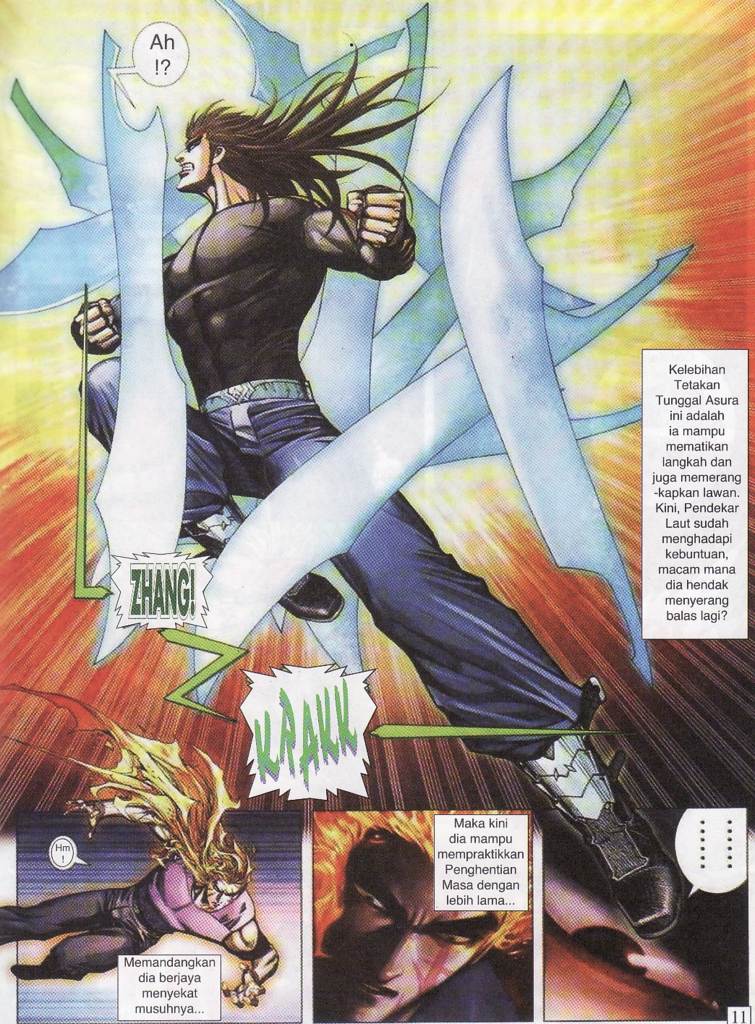 Ah
!?
Kelebihan
Tetakan
Tunggal Asura
ini adalah
ia mampu
mematikan
langkah dan
juga memerang
-kapkan lawan.
Kini, Pendekar
Laut sudah
menghadapi
kebuntuan,
macam mana
dia hendak
menyerang
balas lagi?
ZHANG!
KPAKK
Hm
!
Memandangkan
dia berjaya
menyekat
musuhnya...
Maka kini
dia mampu
mempraktikkan
Penghentian
Masa dengan
lebih lama...
11